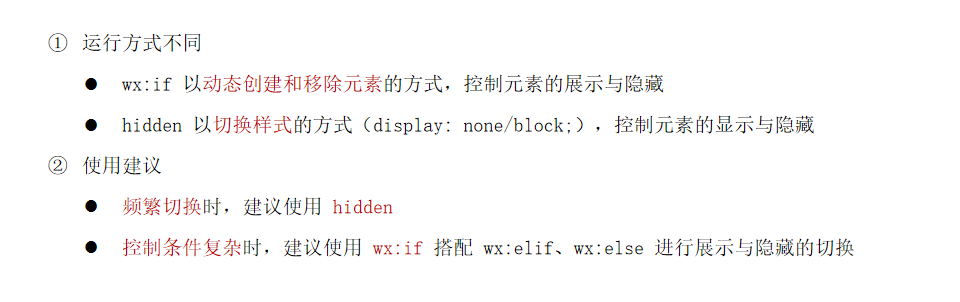 ① 运行方式不同
● wx:if 以动态创建和移除元素的方式，控制元素的展示与隐藏
● hidden 以切换样式的方式（display: none/block;），控制元素的显示与隐藏
② 使用建议
● 频繁切换时，建议使用 hidden
● 控制条件复杂时，建议使用 wx:if 搭配 wx:elif、wx:else 进行展示与隐藏的切换